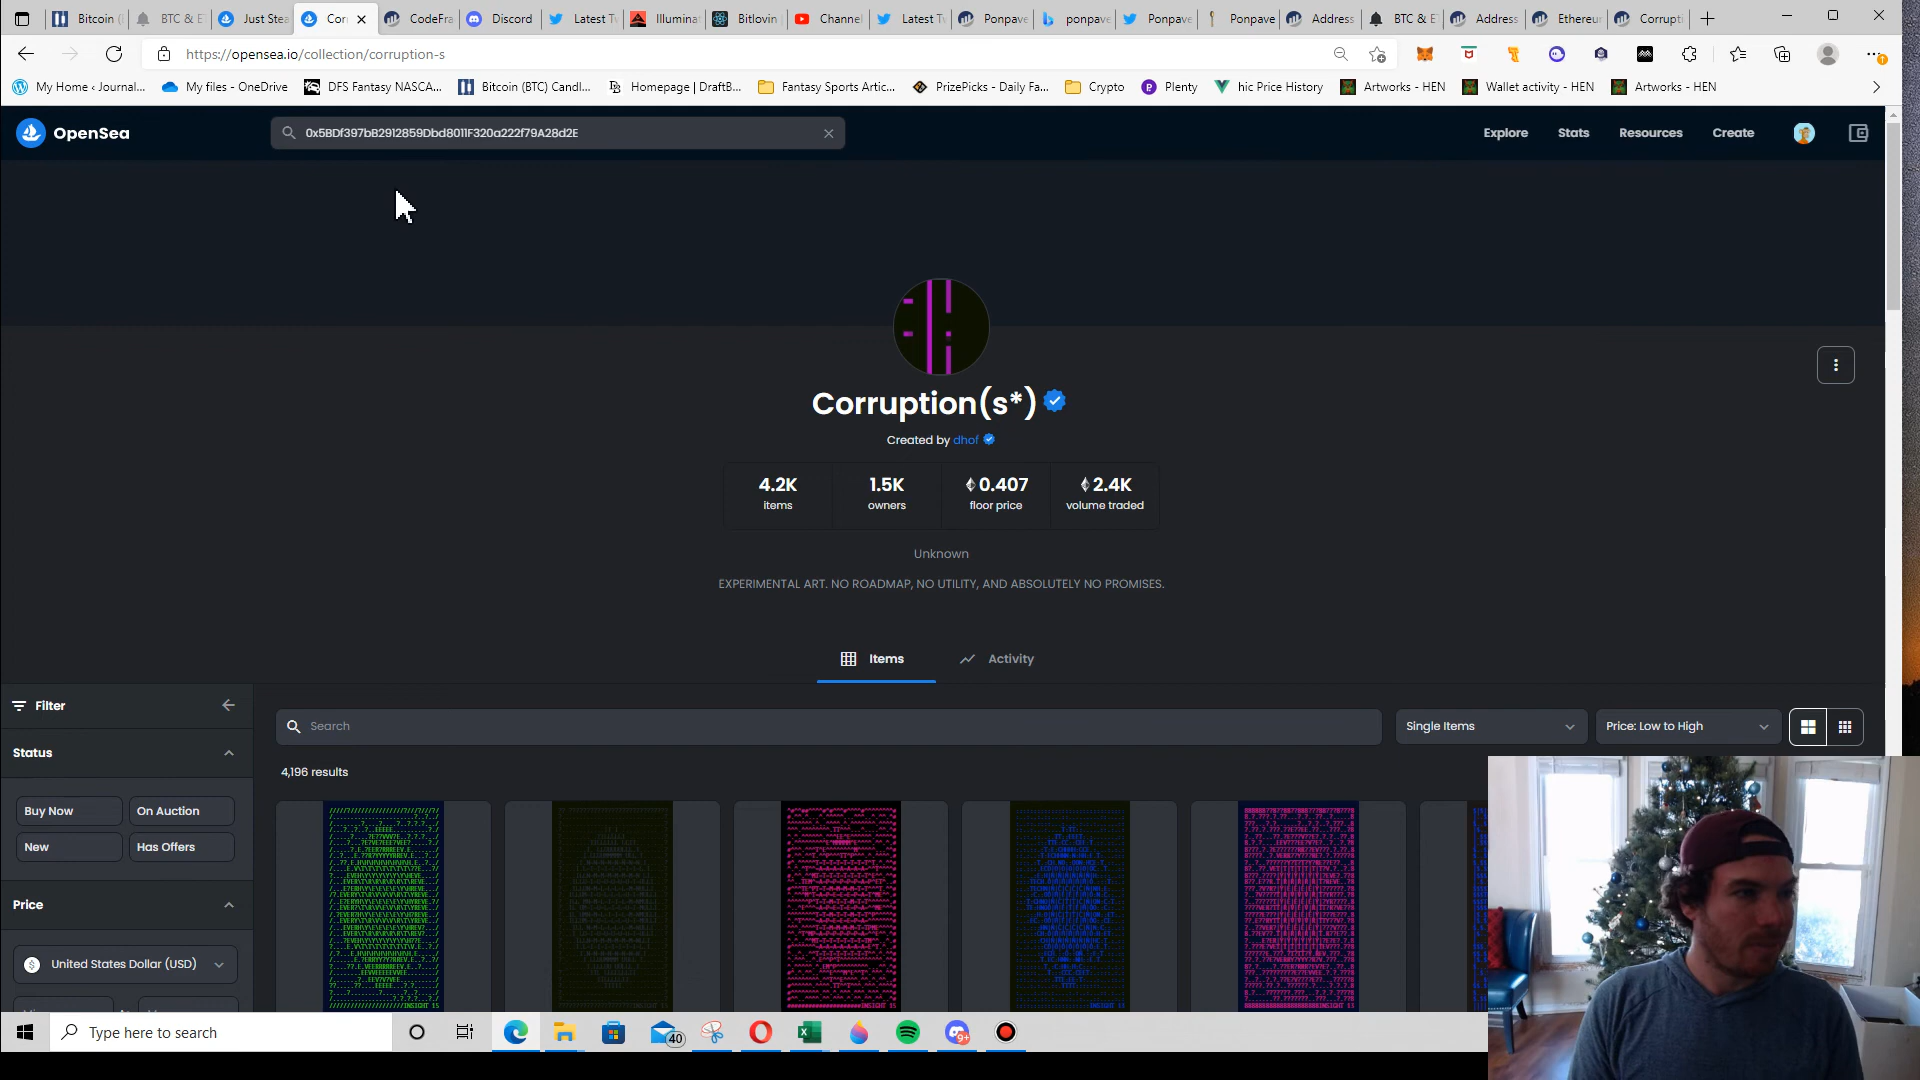 Bitcoin (
BTC & E
Just Stea
Cor
CodeFra
Discord
Latest Tw
Illumina
Bitlovin
Channel
Latest Tw
Ponpave
ponpave
Ponpave
Ponpave
Address
BTC & E
Address
Ethereu
Corrupti
https://opensea.io/collection/corruption-s
My Home ‹ Journal...
My files - OneDrive
DFS Fantasy NASCA...
Bitcoin (BTC) Candl...
Homepage | DraftB...
Fantasy Sports Artic...
PrizePicks - Daily Fa...
Crypto
Plenty
hic Price History
Artworks - HEN
Wallet activity - HEN
Artworks - HEN
OpenSea
0x5BDf397bB2912859Dbd8011F320a222f79A28d2E
Explore
Stats
Resources
Create
Corruption(s*)
Created by dhof
4.2K
items
1.5K
owners
0.407
floor price
2.4K
volume traded
Unknown
EXPERIMENTAL ART. NO ROADMAP, NO UTILITY, AND ABSOLUTELY NO PROMISES.
Items
Activity
Filter
Search
Single Items
Price: Low to High
Status
4,196 results
Buy Now
On Auction
New
Has Offers
Price
United States Dollar (USD)
Type here to search
40
9+